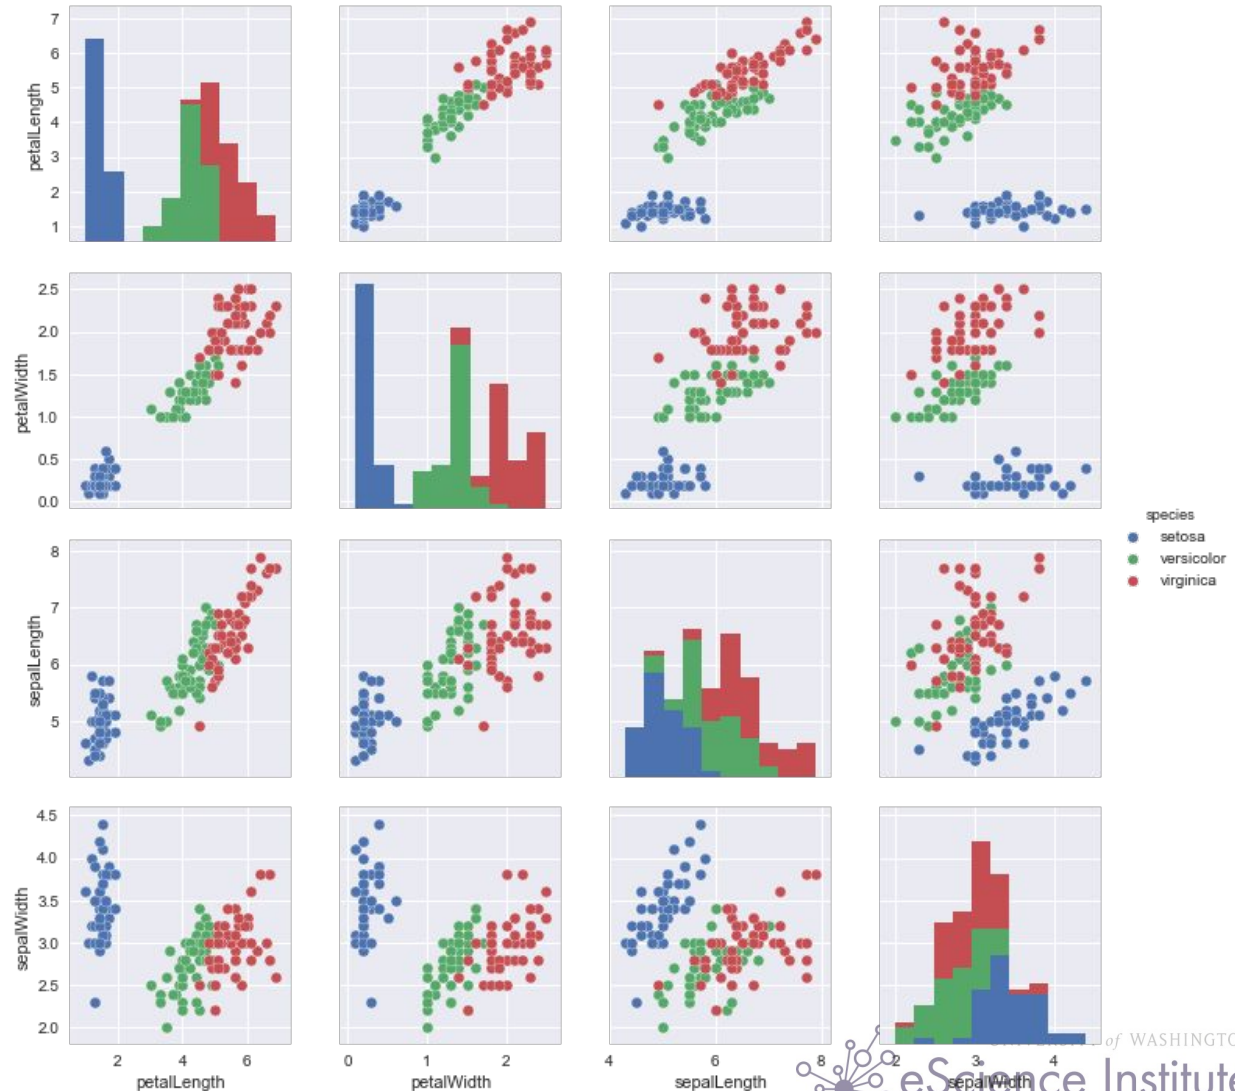 7
6
5
4
3
2
1
petalLength
2.5
2.0
1.5
1.0
0.5
0.0
petalWidth
species
setosa
versicolor
virginica
8
7
6
5
sepalLength
4.5
4.0
3.5
3.0
2.5
2.0
sepalWidth
2 4 6
petalLength
0 1 2
petalWidth
4 6 8
sepalLength
2 3 4
sepalWidth
of WASHINGTO
eScience Institute